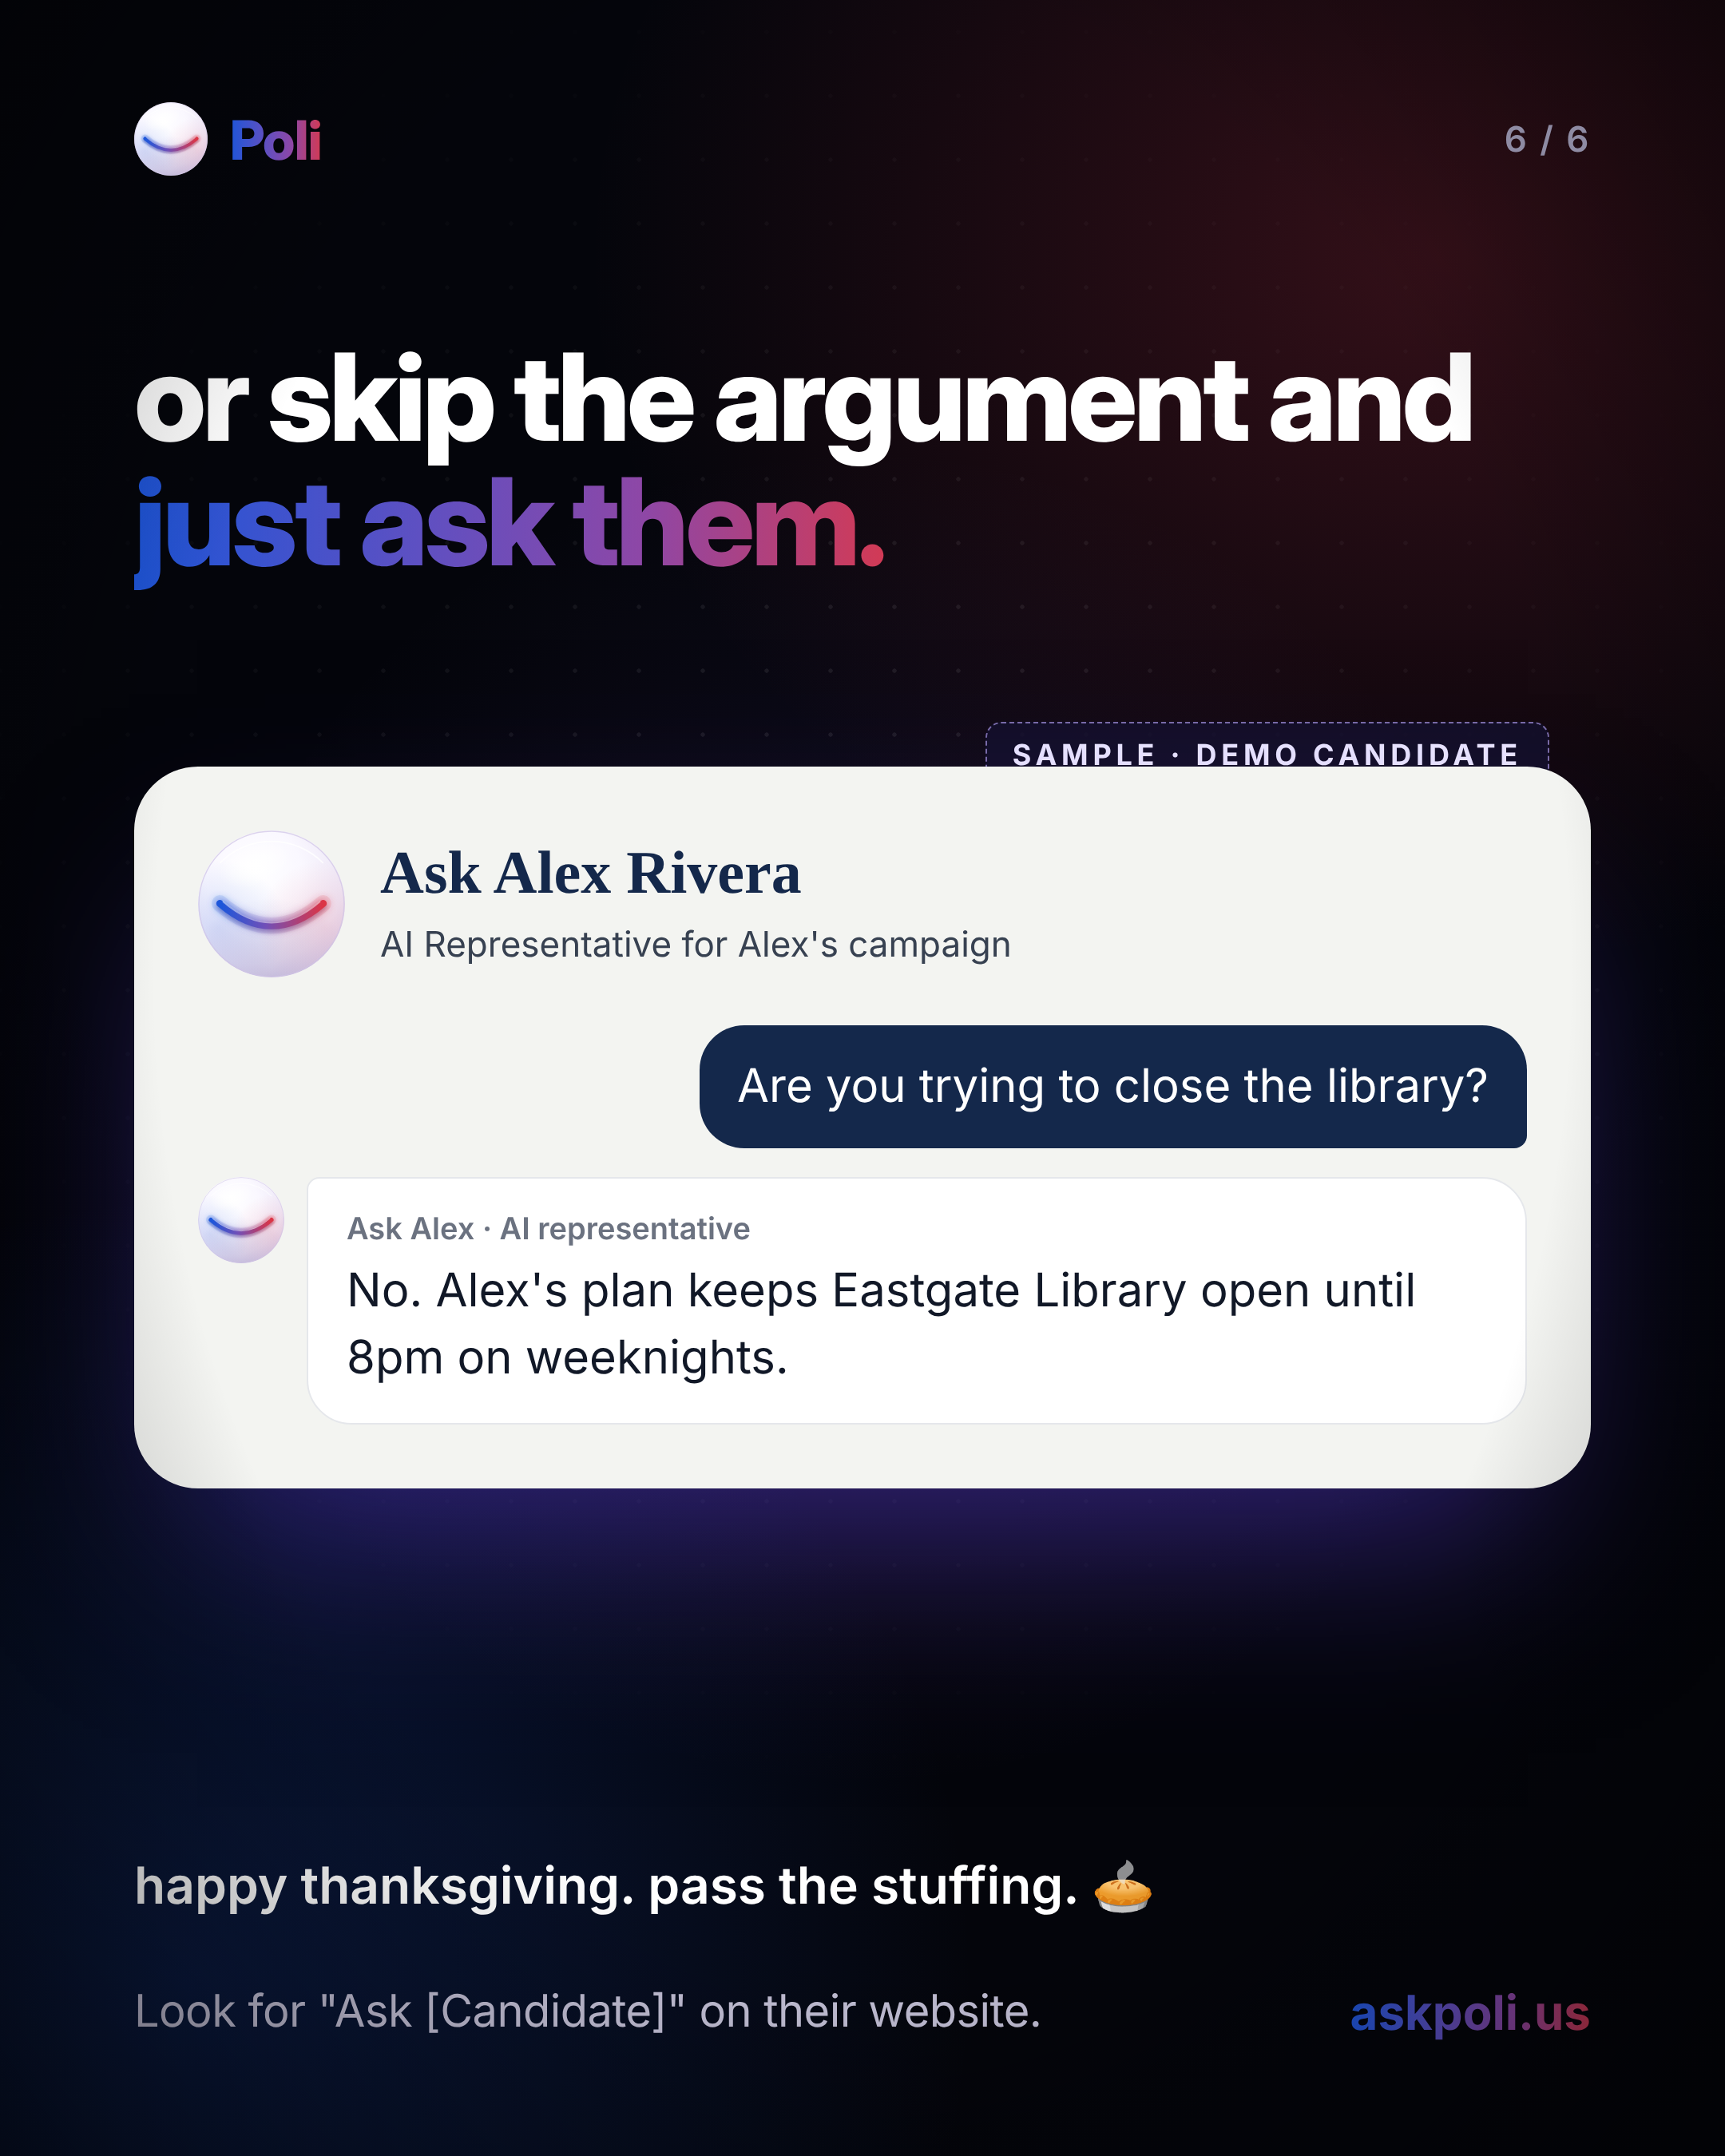 Poli
6 / 6
or skip the argument and
just ask them.
SAMPLE · DEMO CANDIDATE
Ask Alex Rivera
AI Representative for Alex's campaign
Are you trying to close the library?
Ask Alex · AI representative
No. Alex's plan keeps Eastgate Library open until
8pm on weeknights.
happy thanksgiving. pass the stuffing. 🥧
Look for "Ask [Candidate]" on their website.
askpoli.us